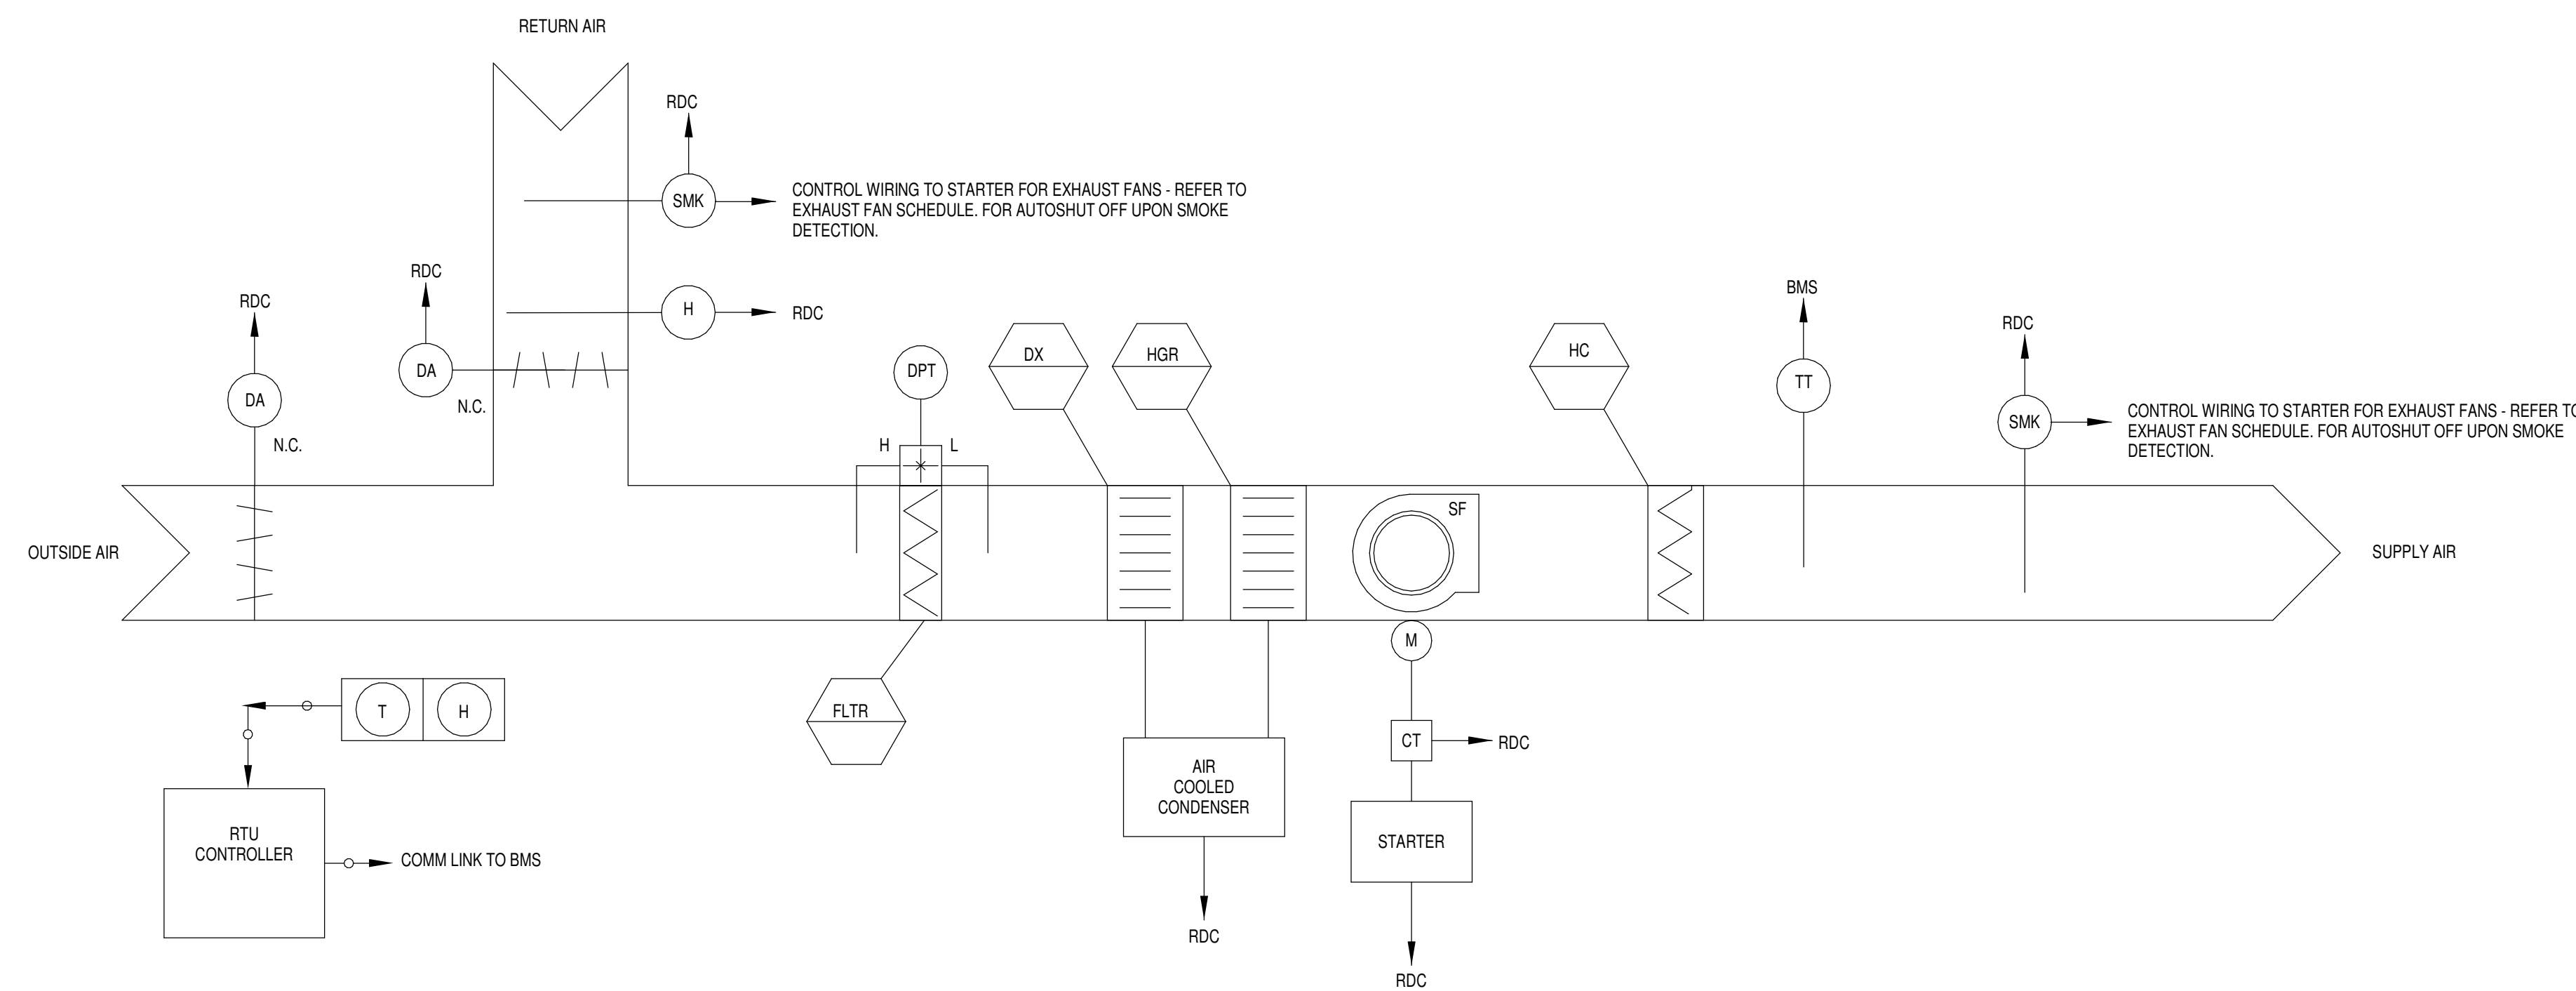 RETURN AIR
RDC
SMK
CONTROL WIRING TO STARTER FOR EXHAUST FANS - REFER TO
EXHAUST FAN SCHEDULE. FOR AUTOSHUT OFF UPON SMOKE
DETECTION.
RDC
RDC
H
RDC
DA
N.C.
DA
N.C.
DPT
H
L
DX
HGR
HC
BMS
TT
RDC
SMK
CONTROL WIRING TO STARTER FOR EXHAUST FANS - REFER TO
EXHAUST FAN SCHEDULE. FOR AUTOSHUT OFF UPON SMOKE
DETECTION.
SF
OUTSIDE AIR
SUPPLY AIR
M
T
H
FLTR
CT
RDC
AIR
COOLED
CONDENSER
STARTER
RTU
CONTROLLER
COMM LINK TO BMS
RDC
RDC